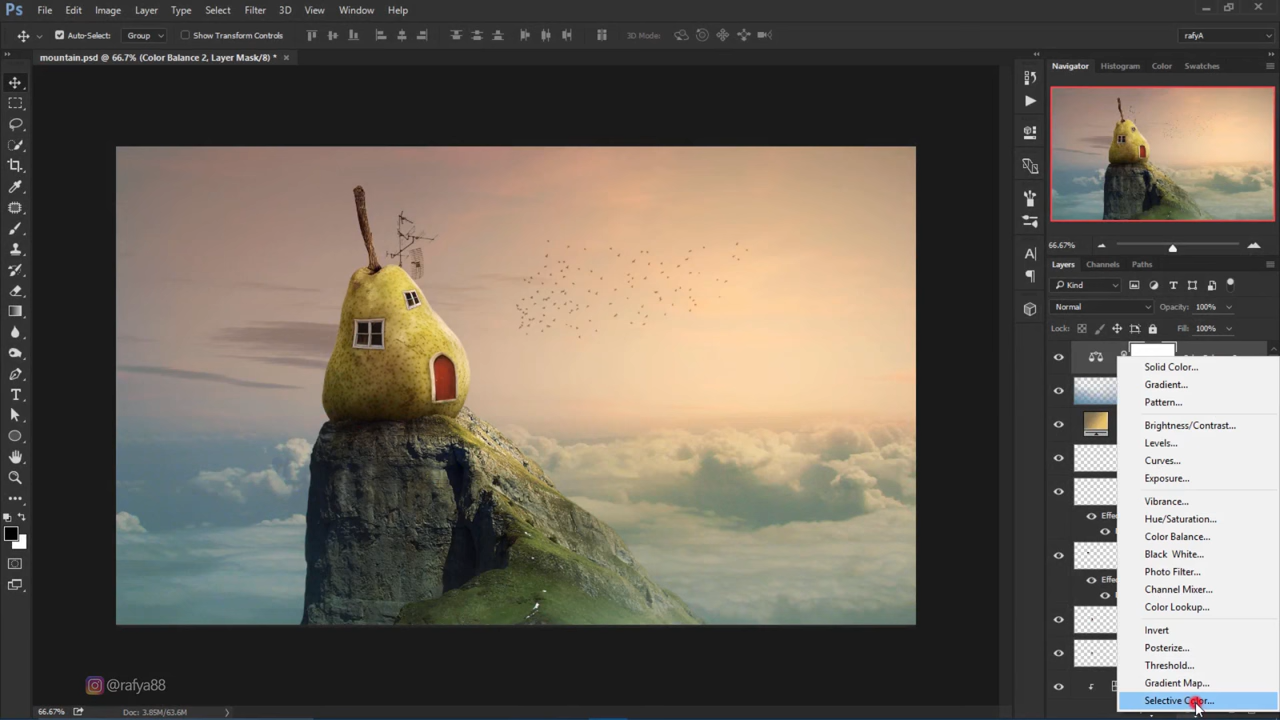 Ps File Edit Image Layer Type Select Filter 3D View Window Help
Auto-Select: Group Show Transform Controls 3D Mode: rafyA
mountain.psd @ 66.7% (Color Balance 2, Layer Mask/8) *
Navigator Histogram Color Swatches
66.67%
Layers Channels Paths
Kind
Normal Opacity: 100%
Lock: Fill: 100%
Solid Color...
Gradient...
Pattern...
Brightness/Contrast...
Levels...
Curves...
Exposure...
Vibrance...
Hue/Saturation...
Color Balance...
Black White...
Photo Filter...
Channel Mixer...
Color Lookup...
Invert
Posterize...
Threshold...
Gradient Map...
Selective Color...
@rafya88
66.67% Doc: 3.85M/63.6M